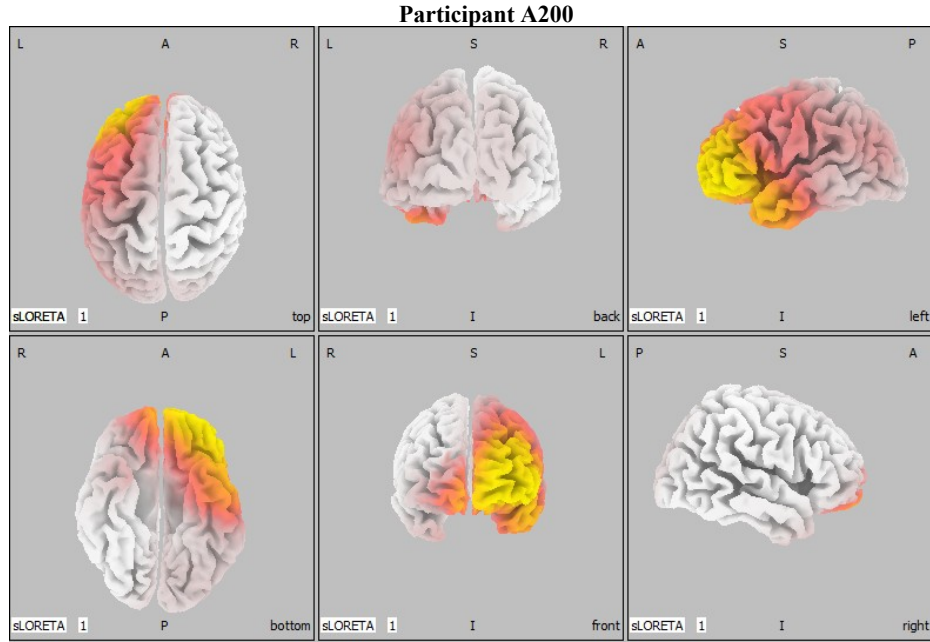 Participant A200
L A R
sLORETA 1 P top
L S R
sLORETA 1 I back
A S P
sLORETA 1 I left
R A L
sLORETA 1 P bottom
R S L
sLORETA 1 I front
P S A
sLORETA 1 I right